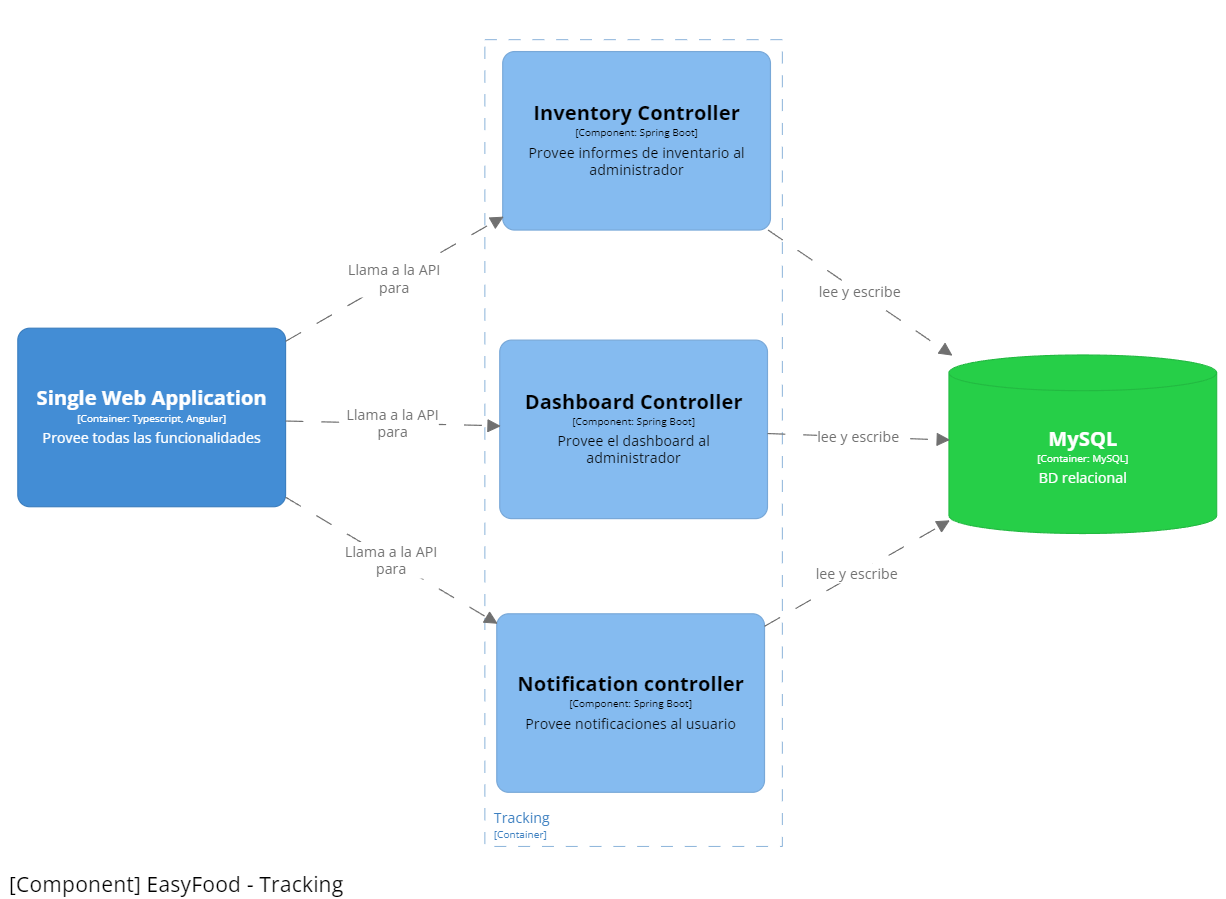 Inventory Controller
[Component: Spring Boot]
Provee informes de inventario al
administrador
Llama a la API
para
lee y escribe
Single Web Application
[Container: Typescript, Angular]
Provee todas las funcionalidades
Llama a la API
para
Dashboard Controller
[Component: Spring Boot]
Provee el dashboard al
administrador
lee y escribe
MySQL
[Container: MySQL]
BD relacional
Llama a la API
para
lee y escribe
Notification controller
[Component: Spring Boot]
Provee notificaciones al usuario
Tracking
[Container]
[Component] EasyFood - Tracking